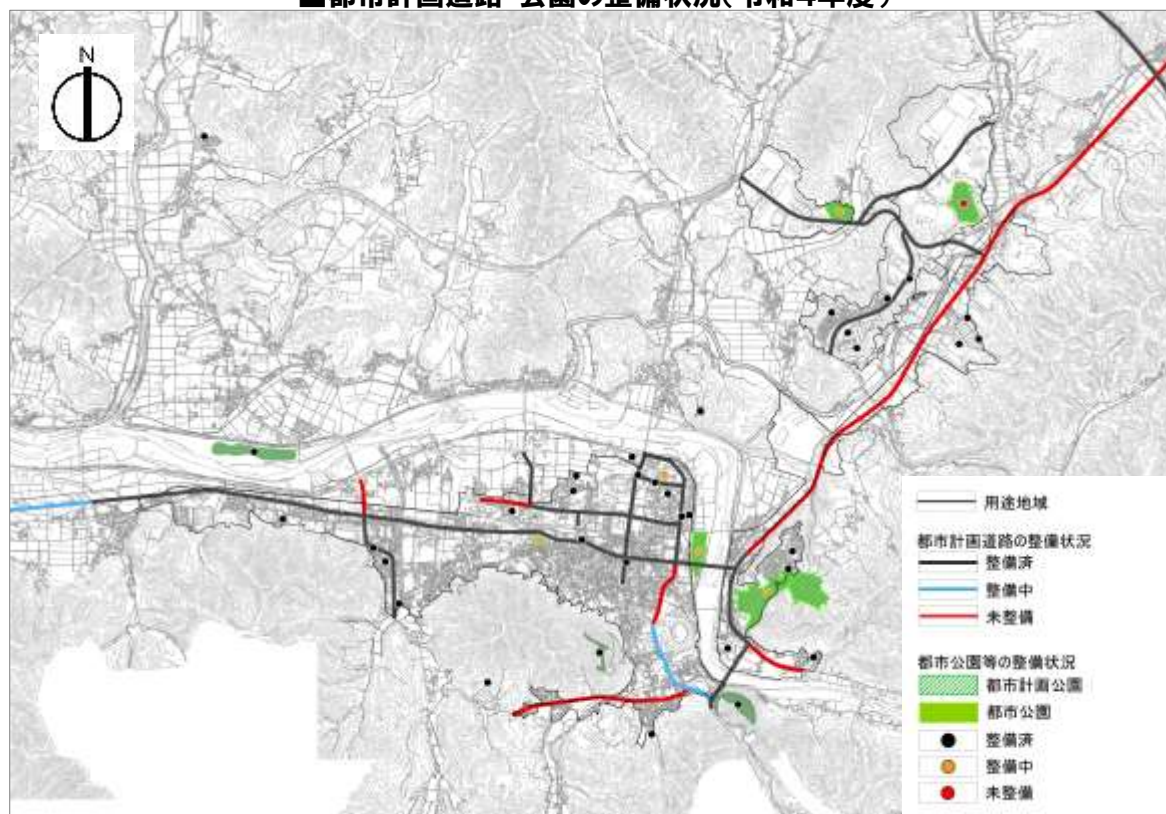 ■都市計画道路・公園の整備状況（令和4年度）
N
用途地域
都市計画道路の整備状況
整備済
整備中
未整備
都市公園等の整備状況
都市計画公園
都市公園
整備済
整備中
未整備